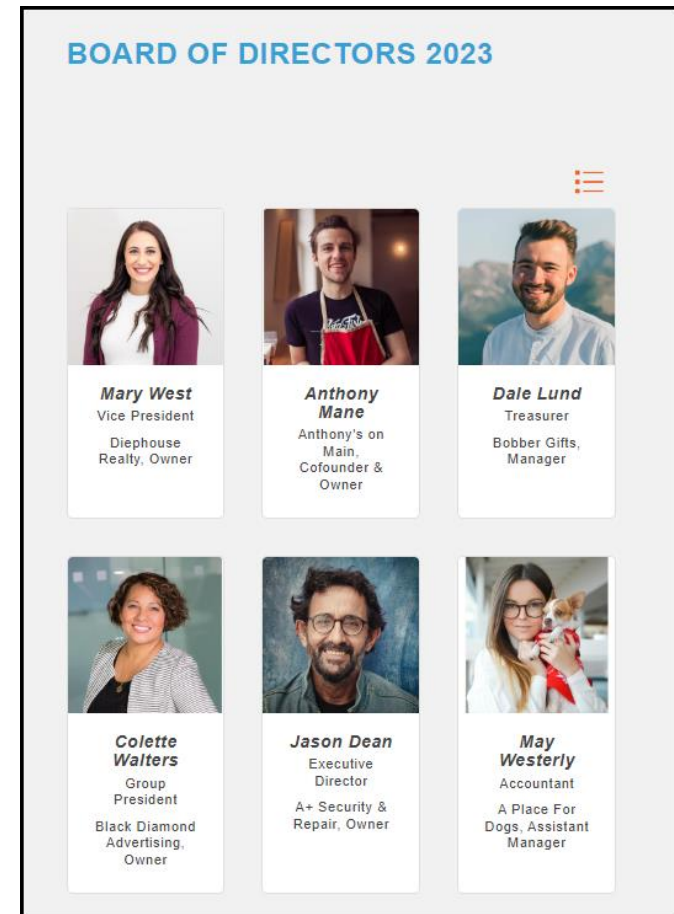 BOARD OF DIRECTORS 2023
Mary West
Vice President
Diephouse
Realty, Owner
Anthony
Mane
Anthony's on
Main,
Cofounder &
Owner
Dale Lund
Treasurer
Bobber Gifts,
Manager
Colette
Walters
Group
President
Black Diamond
Advertising,
Owner
Jason Dean
Executive
Director
A+ Security &
Repair, Owner
May
Westerly
Accountant
A Place For
Dogs, Assistant
Manager